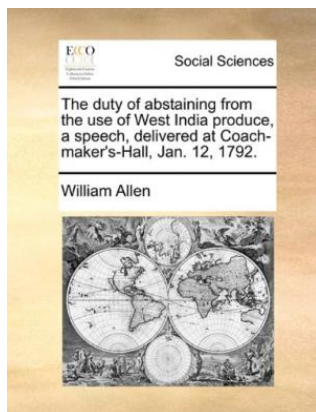 ECCO
Social Sciences
The duty of abstaining from
the use of West India produce,
a speech, delivered at Coach-
maker's-Hall, Jan. 12, 1792.
William Allen